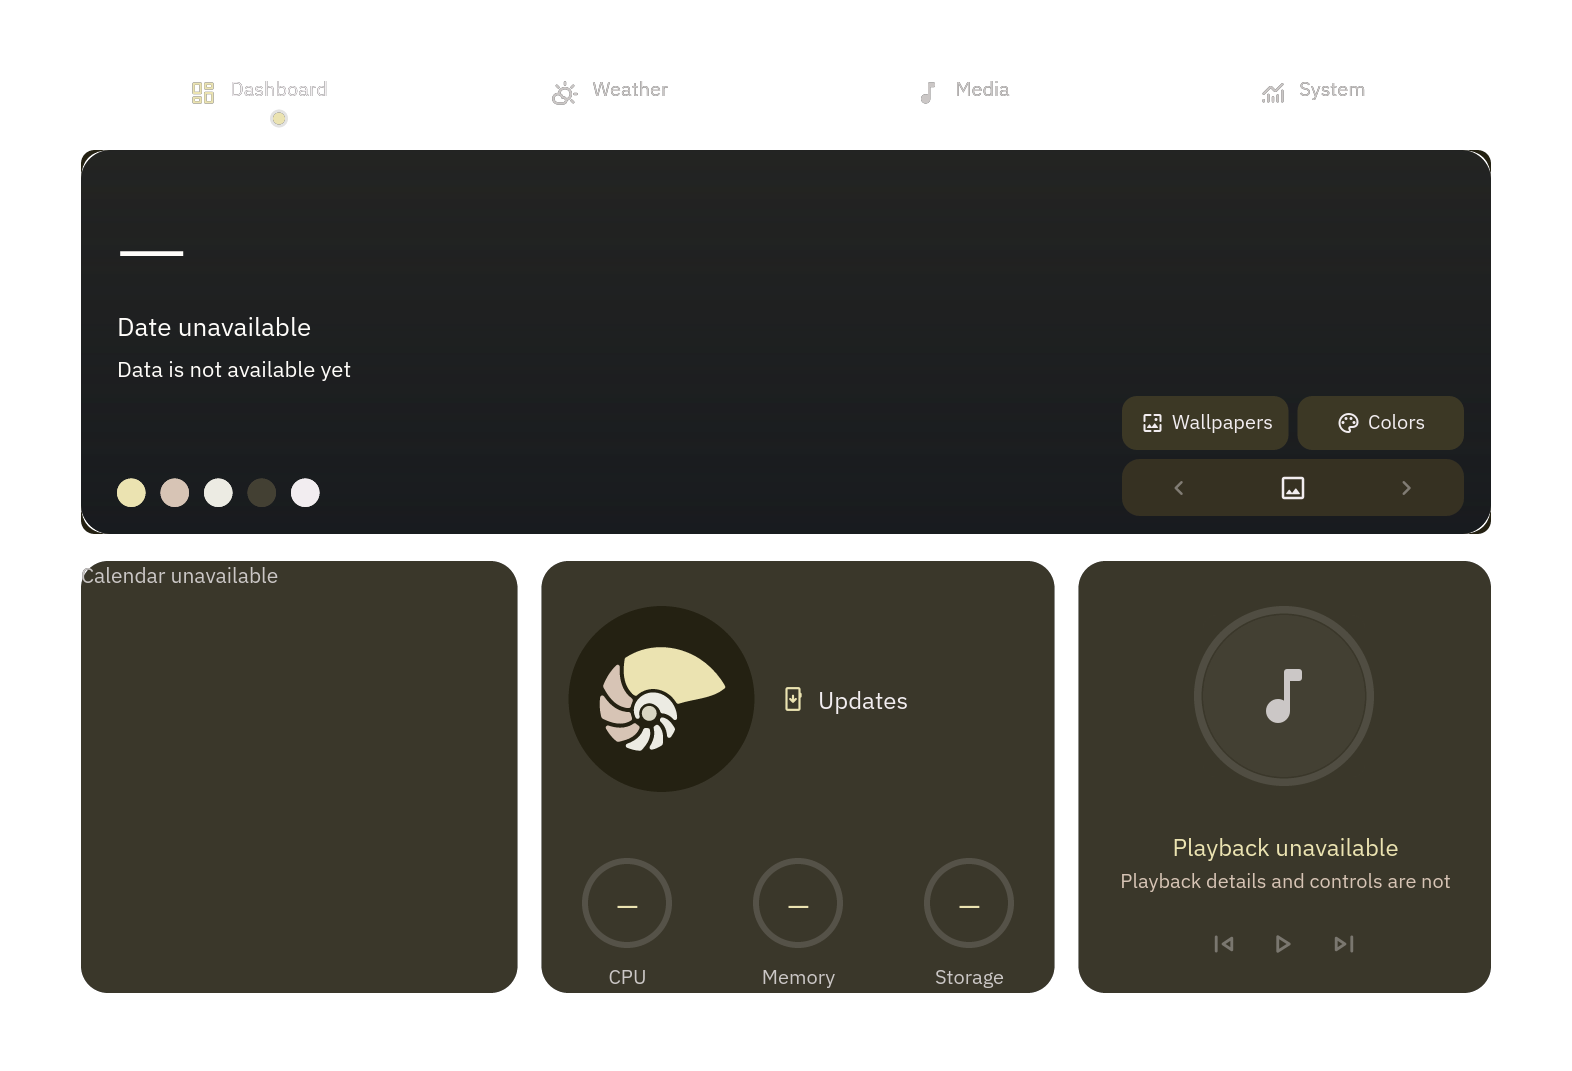 Dashboard
Weather
Media
System
—
Date unavailable
Data is not available yet
Wallpapers
Colors
Calendar unavailable
Updates
— — —
CPU
Memory
Storage
Playback unavailable
Playback details and controls are not